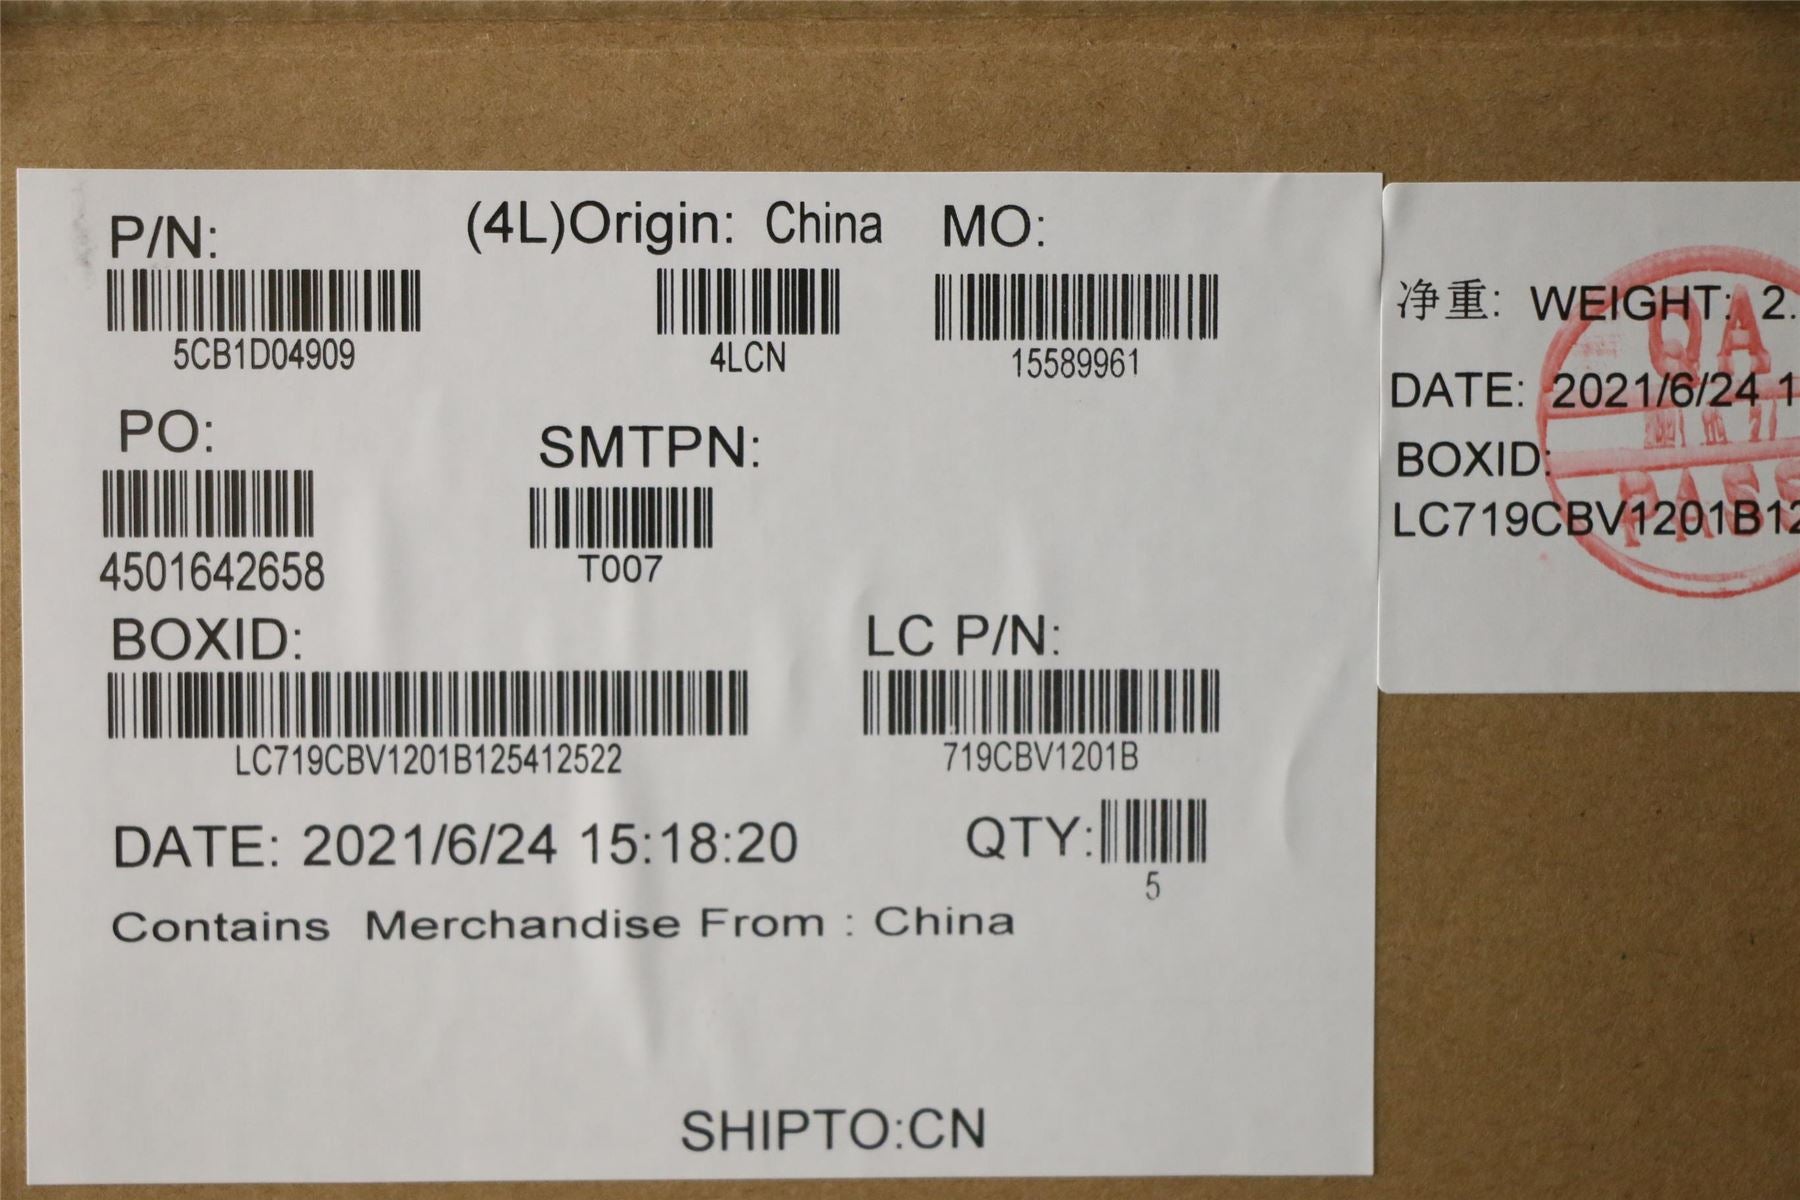 P/N:
(4L)Origin: China
MO:
5CB1D04909
4LCN
15589961
PO:
SMTPN:
4501642658
T007
BOXID:
LC P/N:
LC719CBV1201B125412522
719CBV1201B
DATE: 2021/6/24 15:18:20
QTY:
5
Contains Merchandise From : China
SHIPTO:CN
净重: WEIGHT: 2.
DATE: 2021/6/24 1
BOXID:
LC719CBV1201B12
QA
PASS